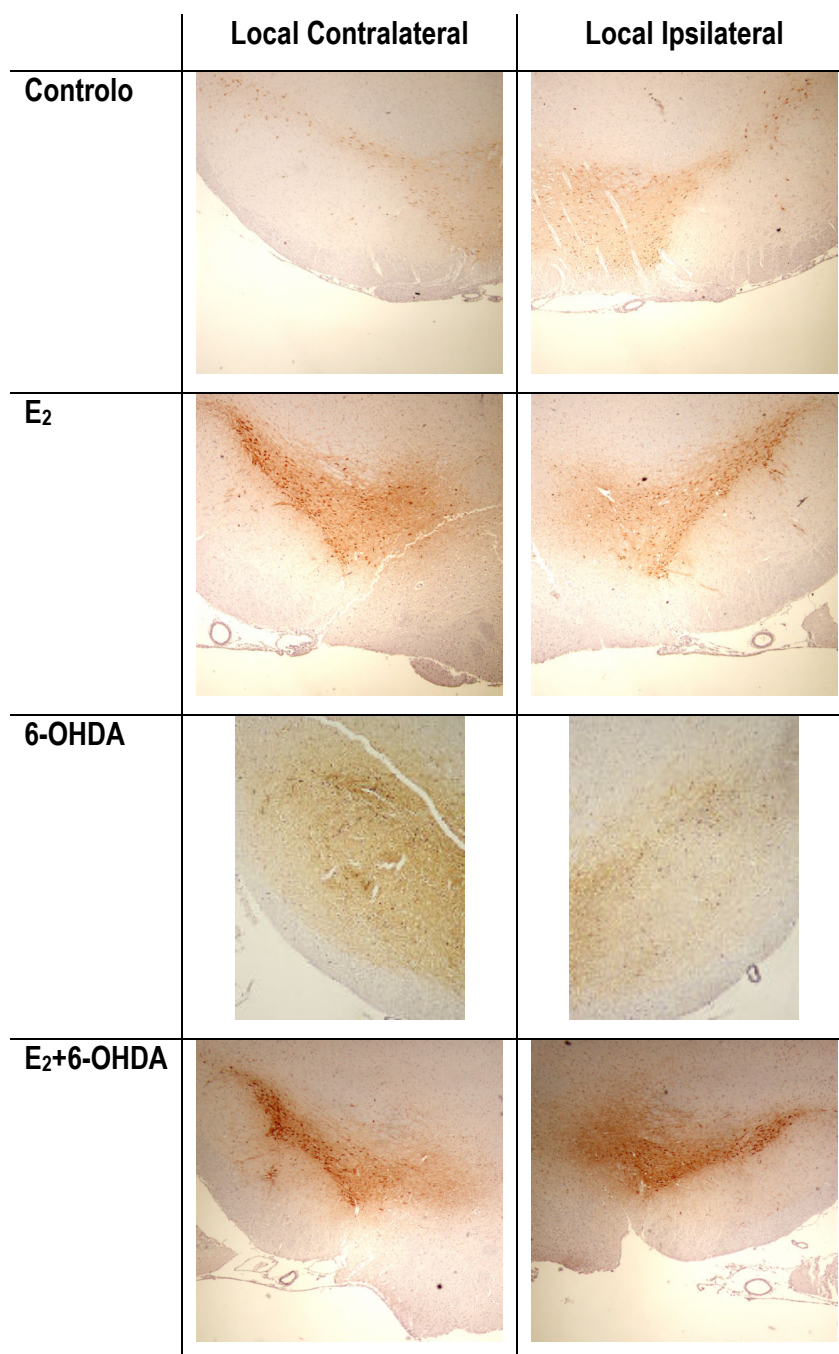 Local Contralateral Local Ipsilateral
Controlo
E₂
6-OHDA
E₂+6-OHDA